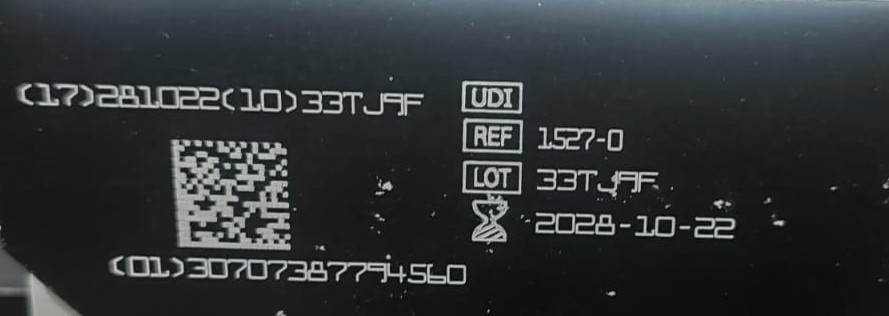 (17)281022(10)33TJ9F
UDI
REF 1527-0
LOT 33TJ9F
2028-10-22
(01)30707387794560